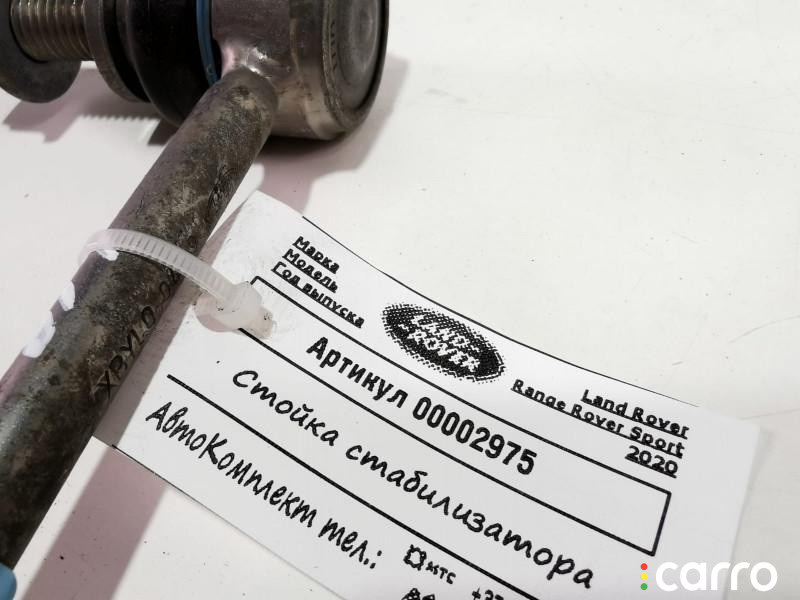 Марка
Модель
Год выпуска
LAND-
ROVER
Land Rover
Range Rover Sport
2020
Артикул 00002975
Стойка стабилизатора
АвтоКомплект тел.:
мтс
carro